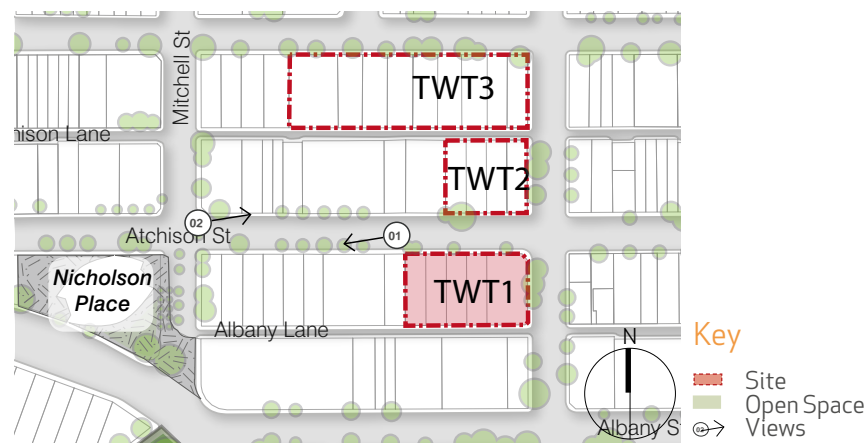 Mitchell St
TWT3
hison Lane
TWT2
02
01
Atchison St
Nicholson
Place
TWT1
Albany Lane
N
Key
Site
Open Space
Albany S
Views